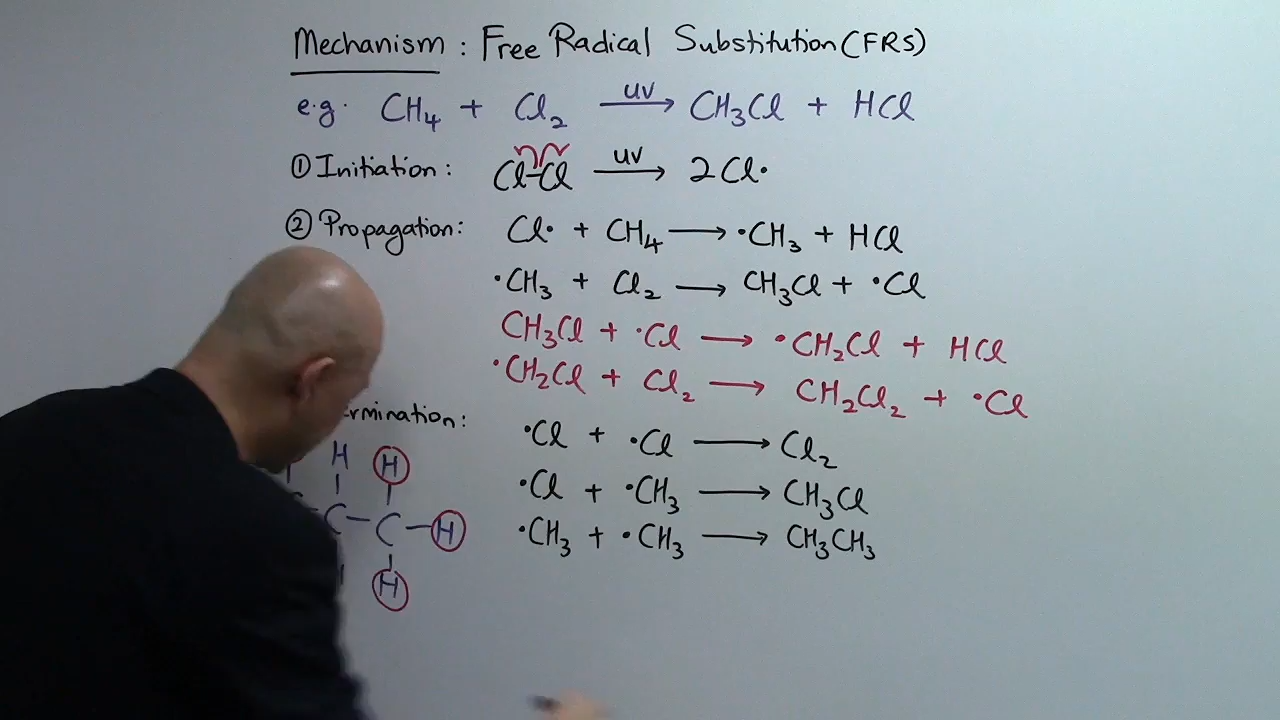 Mechanism : Free Radical Substitution (FRS)
e.g. CH₄ + Cl₂ —uv→ CH₃Cl + HCl
① Initiation : Cl-Cl —uv→ 2Cl•
② Propagation: Cl• + CH₄ → •CH₃ + HCl
•CH₃ + Cl₂ → CH₃Cl + •Cl
CH₃Cl + •Cl → •CH₂Cl + HCl
•CH₂Cl + Cl₂ → CH₂Cl₂ + •Cl
rmination: •Cl + •Cl → Cl₂
•Cl + •CH₃ → CH₃Cl
•CH₃ + •CH₃ → CH₃CH₃
H H
C - C - H
H H